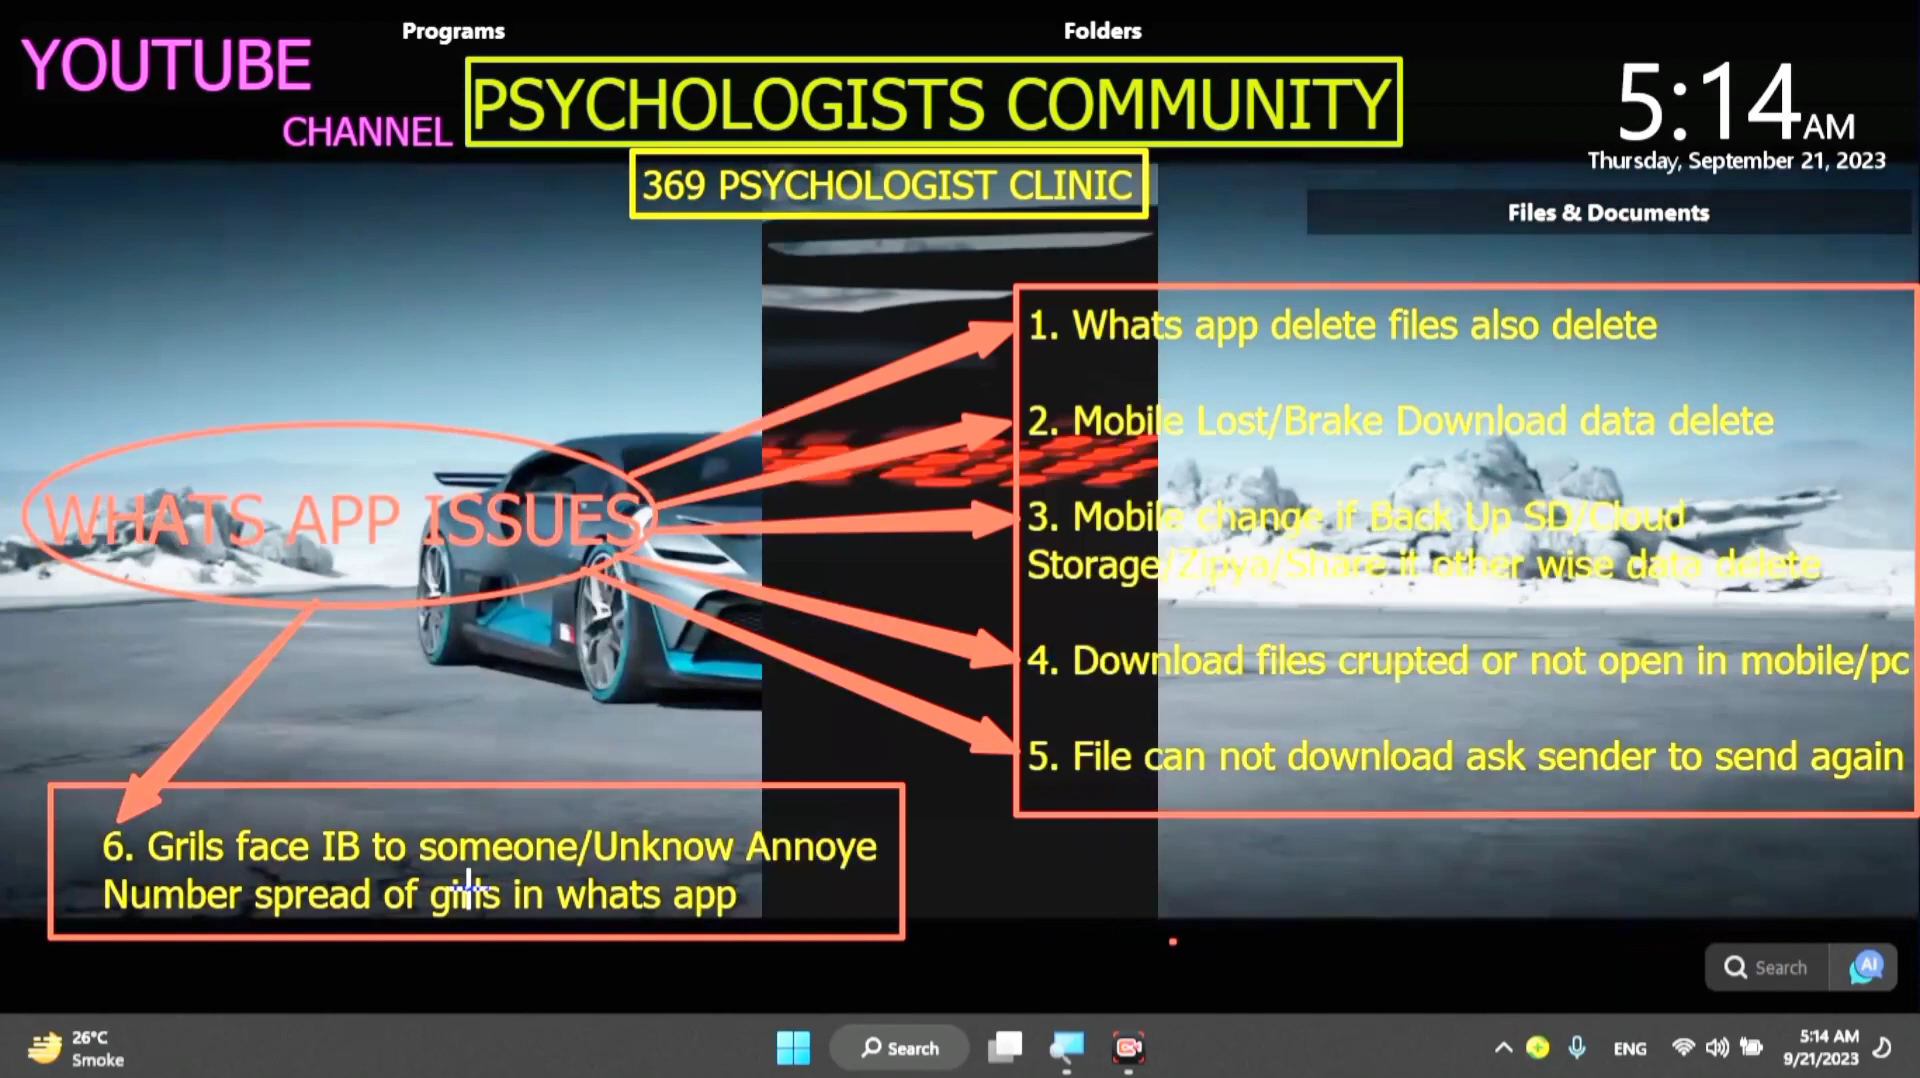 Programs
Folders
YOUTUBE
CHANNEL
PSYCHOLOGISTS COMMUNITY
369 PSYCHOLOGIST CLINIC
5:14 AM
Thursday, September 21, 2023
Files & Documents
1. Whats app delete files also delete
2. Mobile Lost/Brake Download data delete
3. Mobile change if Back Up SD/Cloud
Storage/Zipya/Share it other wise data delete
4. Download files crupted or not open in mobile/pc
5. File can not download ask sender to send again
WHATS APP ISSUES
6. Grils face IB to someone/Unknow Annoye
Number spread of girls in whats app
Search
AI
26°C
Smoke
Search
ENG
5:14 AM
9/21/2023